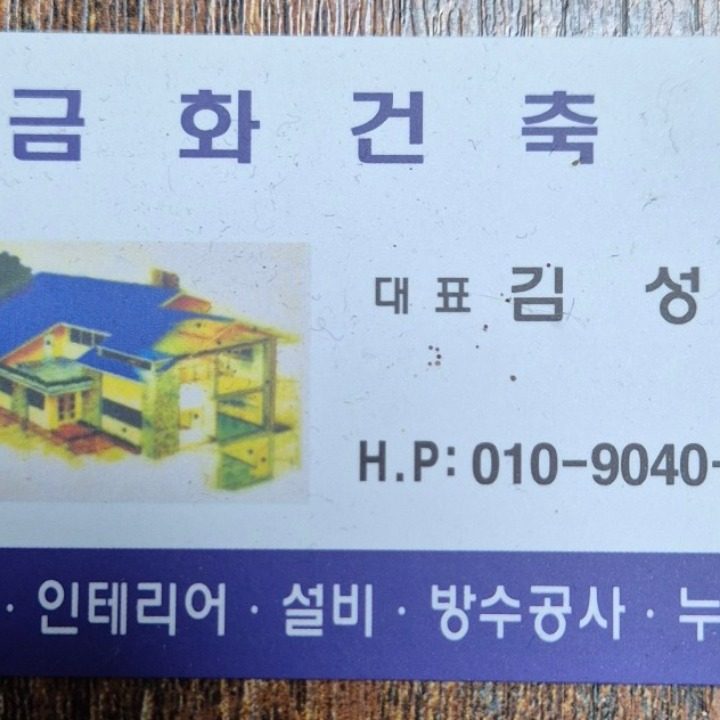 금 화 건 축
대표 김 성
H.P: 010-9040-
· 인테리어 · 설비 · 방수공사 · 누